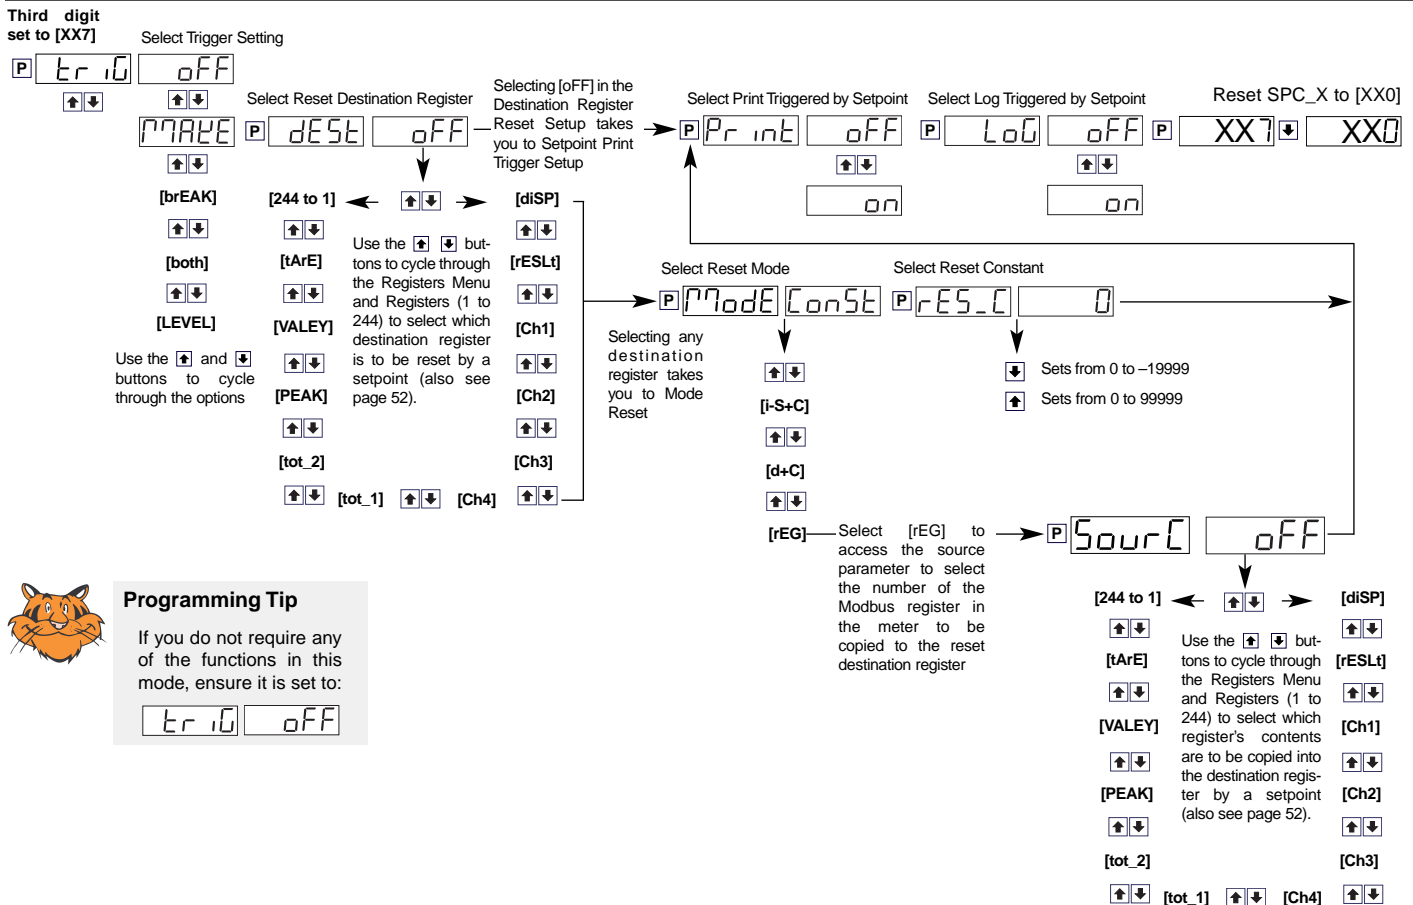 Third digit
set to [XX7]
Select Trigger Setting
P triG oFF
MAKE
[brEAK]
[both]
[LEVEL]
Use the and
buttons to cycle
through the options
Select Reset Destination Register
P dESt oFF
Selecting [oFF] in the
Destination Register
Reset Setup takes
you to Setpoint Print
Trigger Setup
[244 to 1]
[tArE]
[VALEY]
[PEAK]
[tot_2]
[tot_1]
[Ch4]
Use the but-
tons to cycle through
the Registers Menu
and Registers (1 to
244) to select which
destination register
is to be reset by a
setpoint (also see
page 52).
[diSP]
[rESLt]
[Ch1]
[Ch2]
[Ch3]
Select Print Triggered by Setpoint
P Print oFF
on
Select Log Triggered by Setpoint
P LoG oFF
on
Reset SPC_X to [XX0]
P XX7 XX0
Select Reset Mode
P ModE ConSt
Selecting any
destination
register takes
you to Mode
Reset
[i-S+C]
[d+C]
[rEG]
Select Reset Constant
P rES_C 0
Sets from 0 to –19999
Sets from 0 to 99999
Select [rEG] to
access the source
parameter to select
the number of the
Modbus register in
the meter to be
copied to the reset
destination register
P SourC oFF
[244 to 1]
[tArE]
[VALEY]
[PEAK]
[tot_2]
[tot_1]
[Ch4]
Use the but-
tons to cycle through
the Registers Menu
and Registers (1 to
244) to select which
register's contents
are to be copied into
the destination regis-
ter by a setpoint
(also see page 52).
[diSP]
[rESLt]
[Ch1]
[Ch2]
[Ch3]
Programming Tip
If you do not require any
of the functions in this
mode, ensure it is set to:
triG oFF